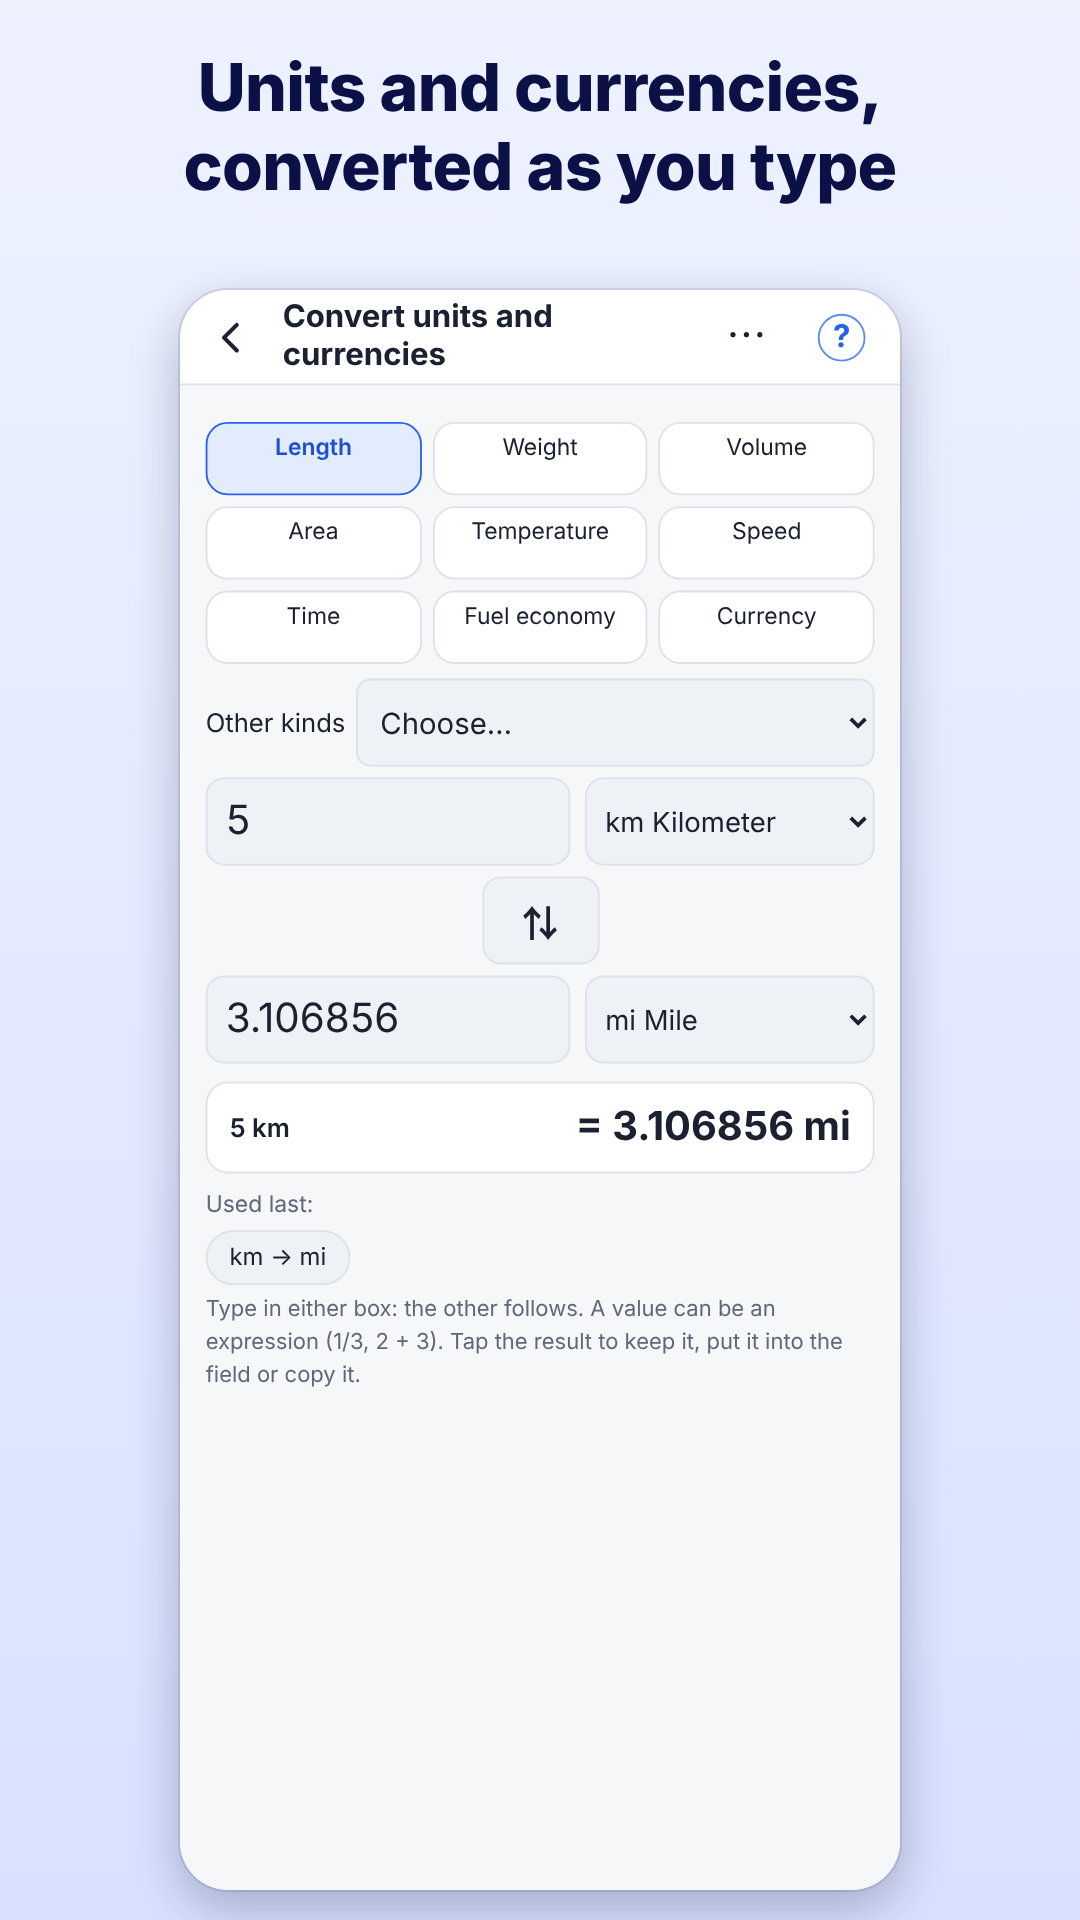 Units and currencies,
converted as you type
Convert units and
currencies
...
?
Length
Weight
Volume
Area
Temperature
Speed
Time
Fuel economy
Currency
Other kinds
Choose...
5
km Kilometer
↑↓
3.106856
mi Mile
5 km
= 3.106856 mi
Used last:
km → mi
Type in either box: the other follows. A value can be an
expression (1/3, 2 + 3). Tap the result to keep it, put it into the
field or copy it.